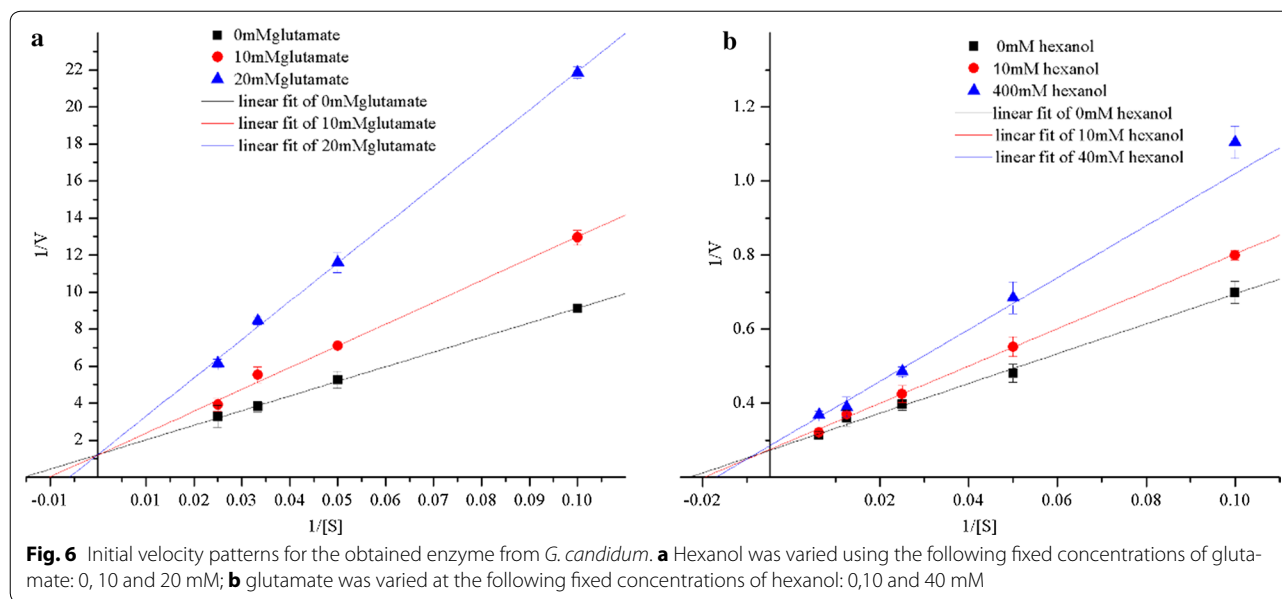 a
0mMglutamate
10mMglutamate
20mMglutamate
linear fit of 0mMglutamate
linear fit of 10mMglutamate
linear fit of 20mMglutamate
22
20
18
16
14
12
10
8
6
4
2
1/V
-0.01 0.01 0.02 0.03 0.04 0.05 0.06 0.07 0.08 0.09 0.10
1/[S]
b
0mM hexanol
10mM hexanol
400mM hexanol
linear fit of 0mM hexanol
linear fit of 10mM hexanol
linear fit of 40mM hexanol
1.2
1.0
0.8
0.6
0.4
1/V
-0.02 0.02 0.04 0.06 0.08 0.10
1/[S]
Fig. 6 Initial velocity patterns for the obtained enzyme from G. candidum. a Hexanol was varied using the following fixed concentrations of gluta-
mate: 0, 10 and 20 mM; b glutamate was varied at the following fixed concentrations of hexanol: 0,10 and 40 mM